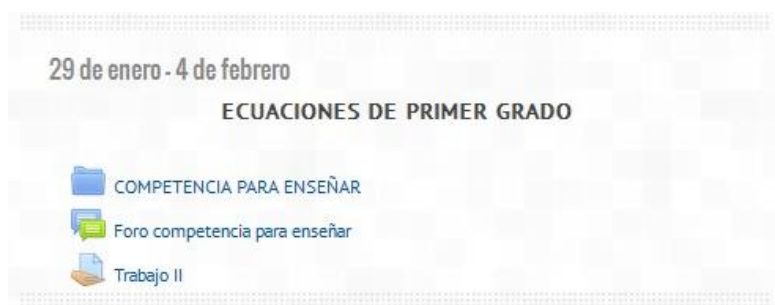 29 de enero - 4 de febrero
ECUACIONES DE PRIMER GRADO
COMPETENCIA PARA ENSEÑAR
Foro competencia para enseñar
Trabajo II